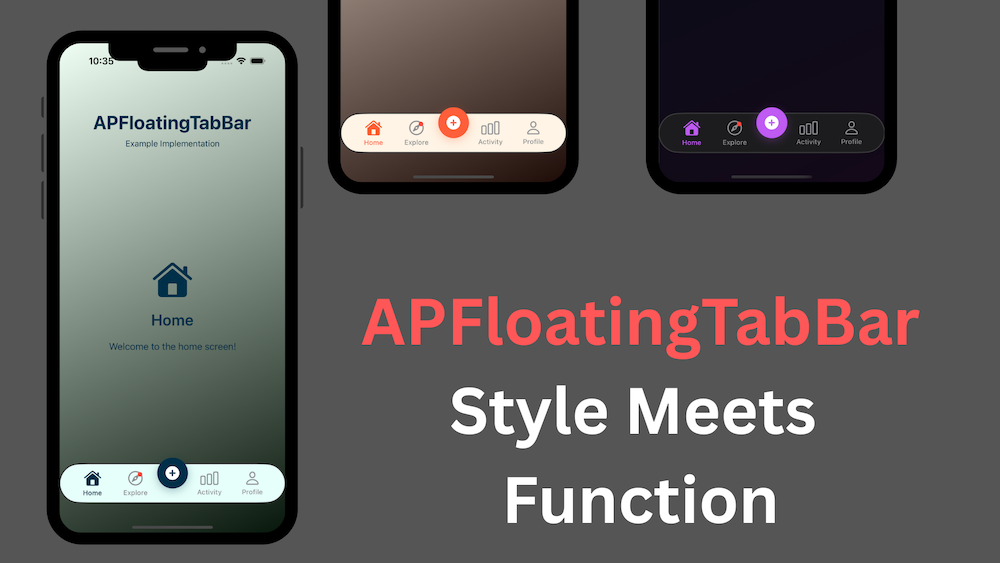 10:35
APFloatingTabBar
Example Implementation
Home
Welcome to the home screen!
Home Explore Activity Profile
Home Explore Activity Profile
Home Explore Activity Profile
APFloatingTabBar
Style Meets
Function